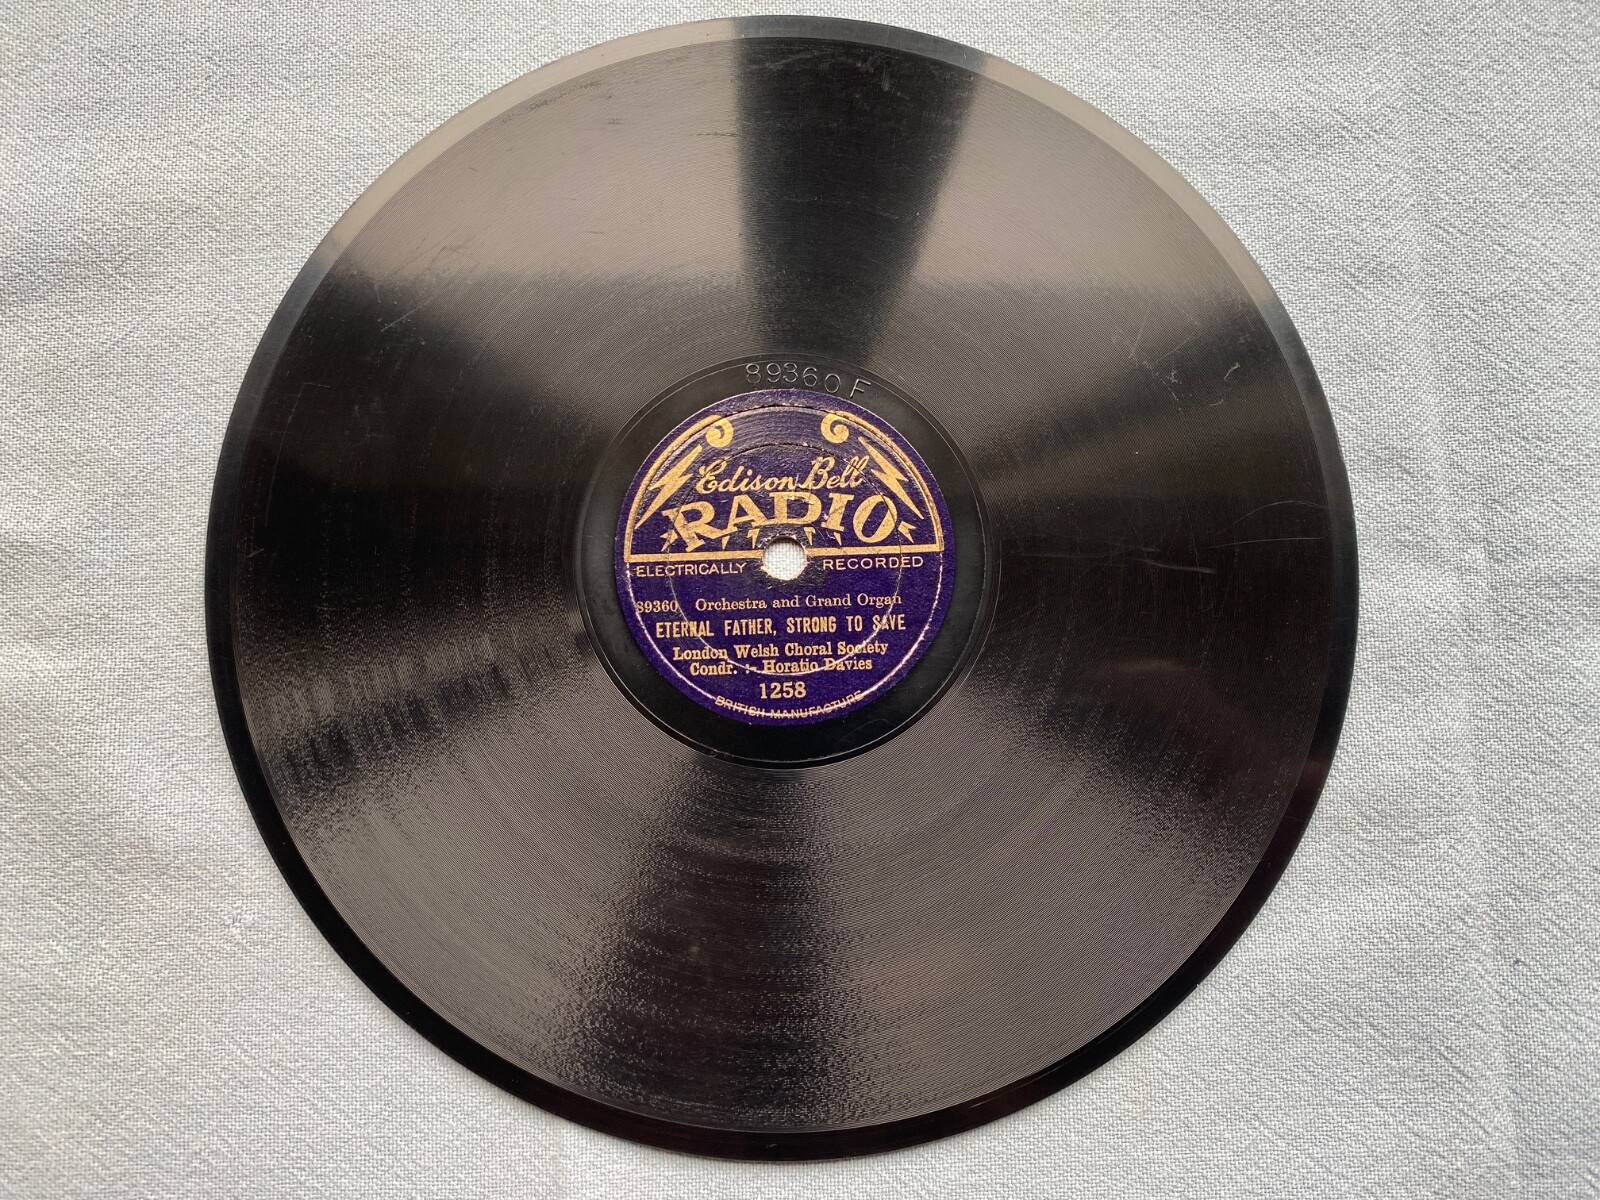 89360 F
Edison Bell
RADIO
ELECTRICALLY RECORDED
89360 Orchestra and Grand Organ
ETERNAL FATHER, STRONG TO SAVE
London Welsh Choral Society
Condr. :- Horatio Davies
1258
BRITISH MANUFACTURE